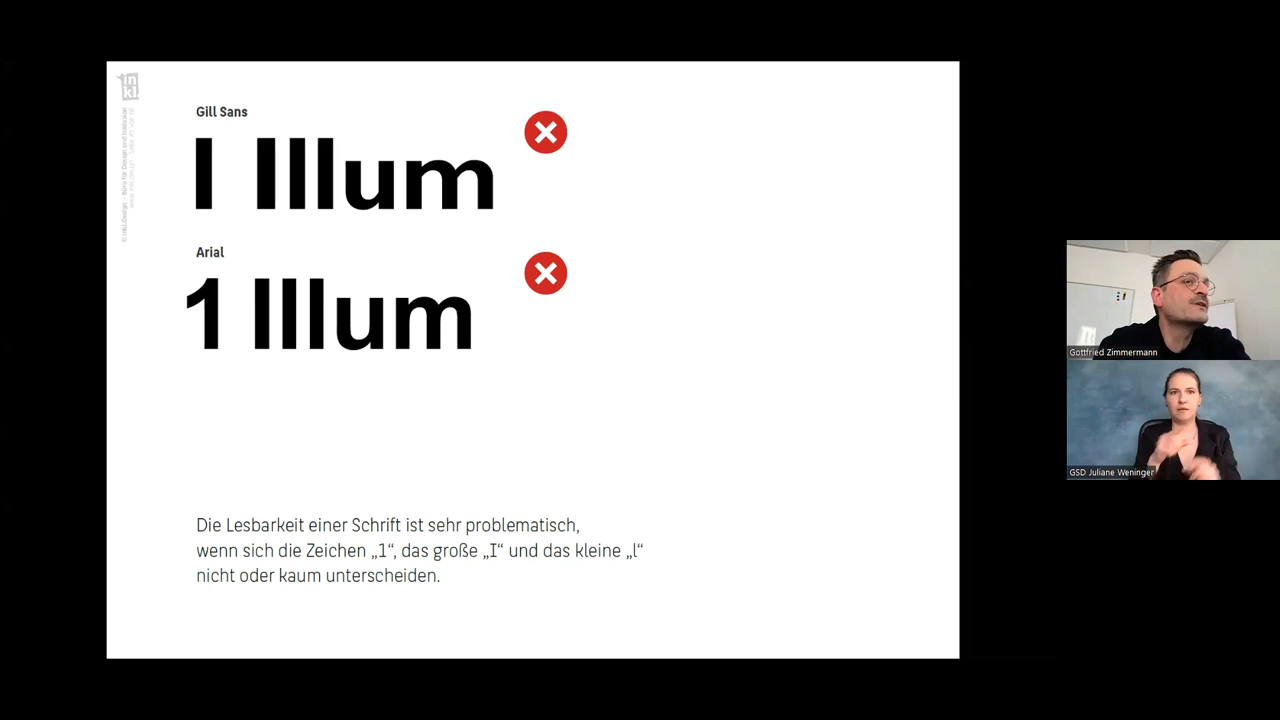 inkl.
Gill Sans
I Illum
Arial
1 Illum
Die Lesbarkeit einer Schrift ist sehr problematisch,
wenn sich die Zeichen „1“, das große „I“ und das kleine „l“
nicht oder kaum unterscheiden.
Gottfried Zimmermann
GSD Juliane Weninger